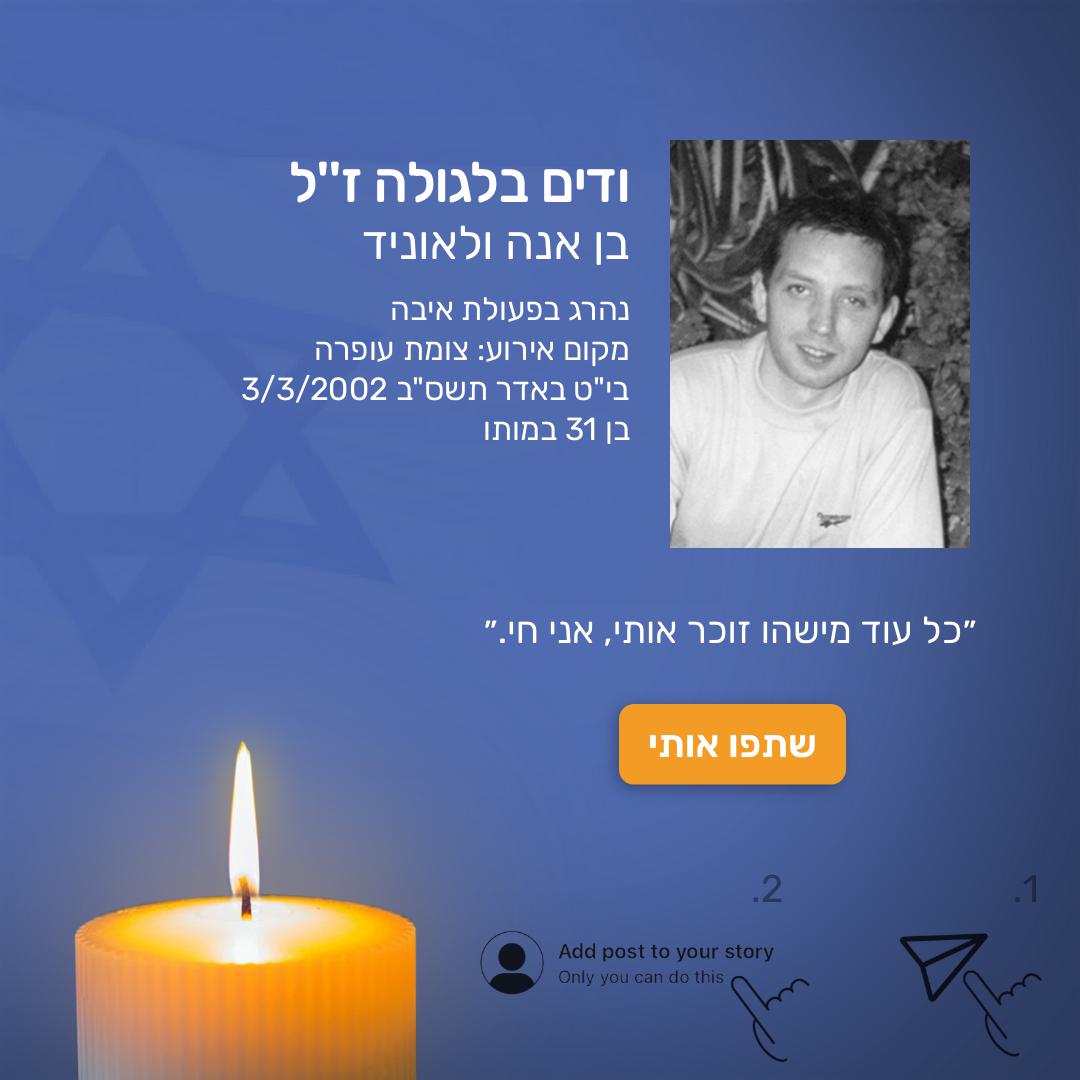 ודים בלגולה ז"ל
בן אנה ולאוניד
נהרג בפעולת איבה
מקום אירוע: צומת עופרה
בי"ט באדר תשס"ב 3/3/2002
בן 31 במותו
״כל עוד מישהו זוכר אותי, אני חי.״
שתפו אותי
1.
2.
Add post to your story
Only you can do this